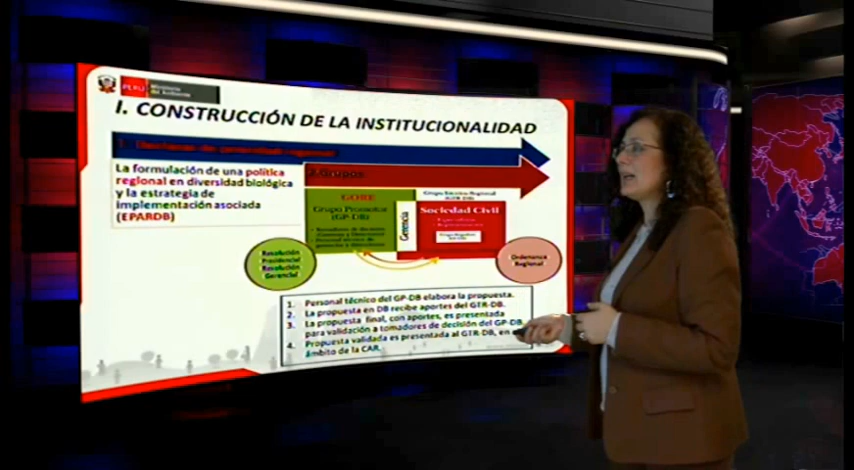 PERÚ
Ministerio
del Ambiente
I. CONSTRUCCIÓN DE LA INSTITUCIONALIDAD
La formulación de una política
regional en diversidad biológica
y la estrategia de
implementación asociada
(EPARDB)
2. Grupos
GORE
Grupo Promotor
(GP-DB)
Gerencia
Grupo Técnico Regional
(GTR-DB)
Sociedad Civil
Resolución
Presidencial
Resolución
Gerencial
Ordenanza
Regional
1. Personal técnico del GP-DB elabora la propuesta.
2. La propuesta en DB recibe aportes del GTR-DB.
3. La propuesta final, con aportes, es presentada
para validación a tomadores de decisión del GP-DB
4. Propuesta validada es presentada al GTR-DB, en
ámbito de la CAR.